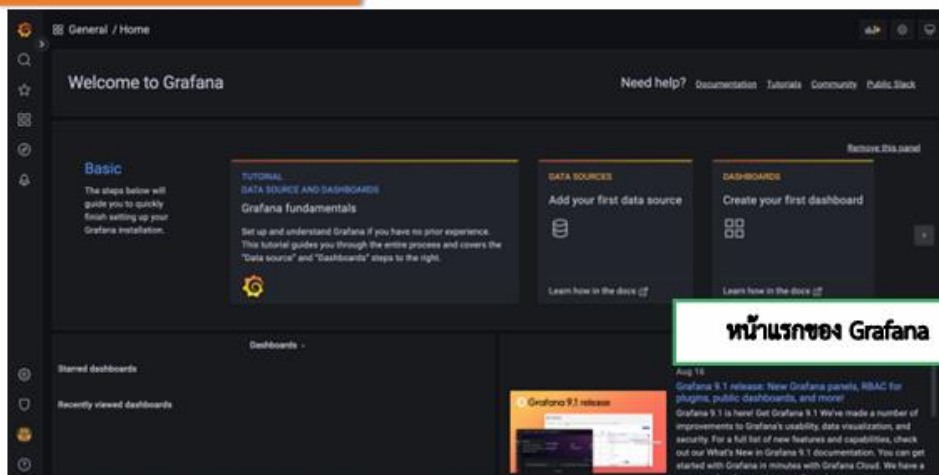 General / Home
Welcome to Grafana
Need help? Documentation Tutorials Community Public Slack
Remove this panel
Basic
The steps below will
guide you to quickly
finish setting up your
Grafana installation.
TUTORIAL
DATA SOURCE AND DASHBOARDS
Grafana fundamentals
Set up and understand Grafana if you have no prior experience.
This tutorial guides you through the entire process and covers the
"Data source" and "Dashboards" steps to the right.
DATA SOURCES
Add your first data source
Learn how in the docs
DASHBOARDS
Create your first dashboard
Learn how in the docs
หน้าแรกของ Grafana
Dashboards
Starred dashboards
Recently viewed dashboards
Grafana 9.1 release
Aug 16
Grafana 9.1 release: New Grafana panels, RBAC for
plugins, public dashboards, and more!
Grafana 9.1 is here! Get Grafana 9.1 We've made a number of
improvements to Grafana's usability, data visualization, and
security. For a full list of new features and capabilities, check
out our What's New in Grafana 9.1 documentation. You can get
started with Grafana in minutes with Grafana Cloud. We have a